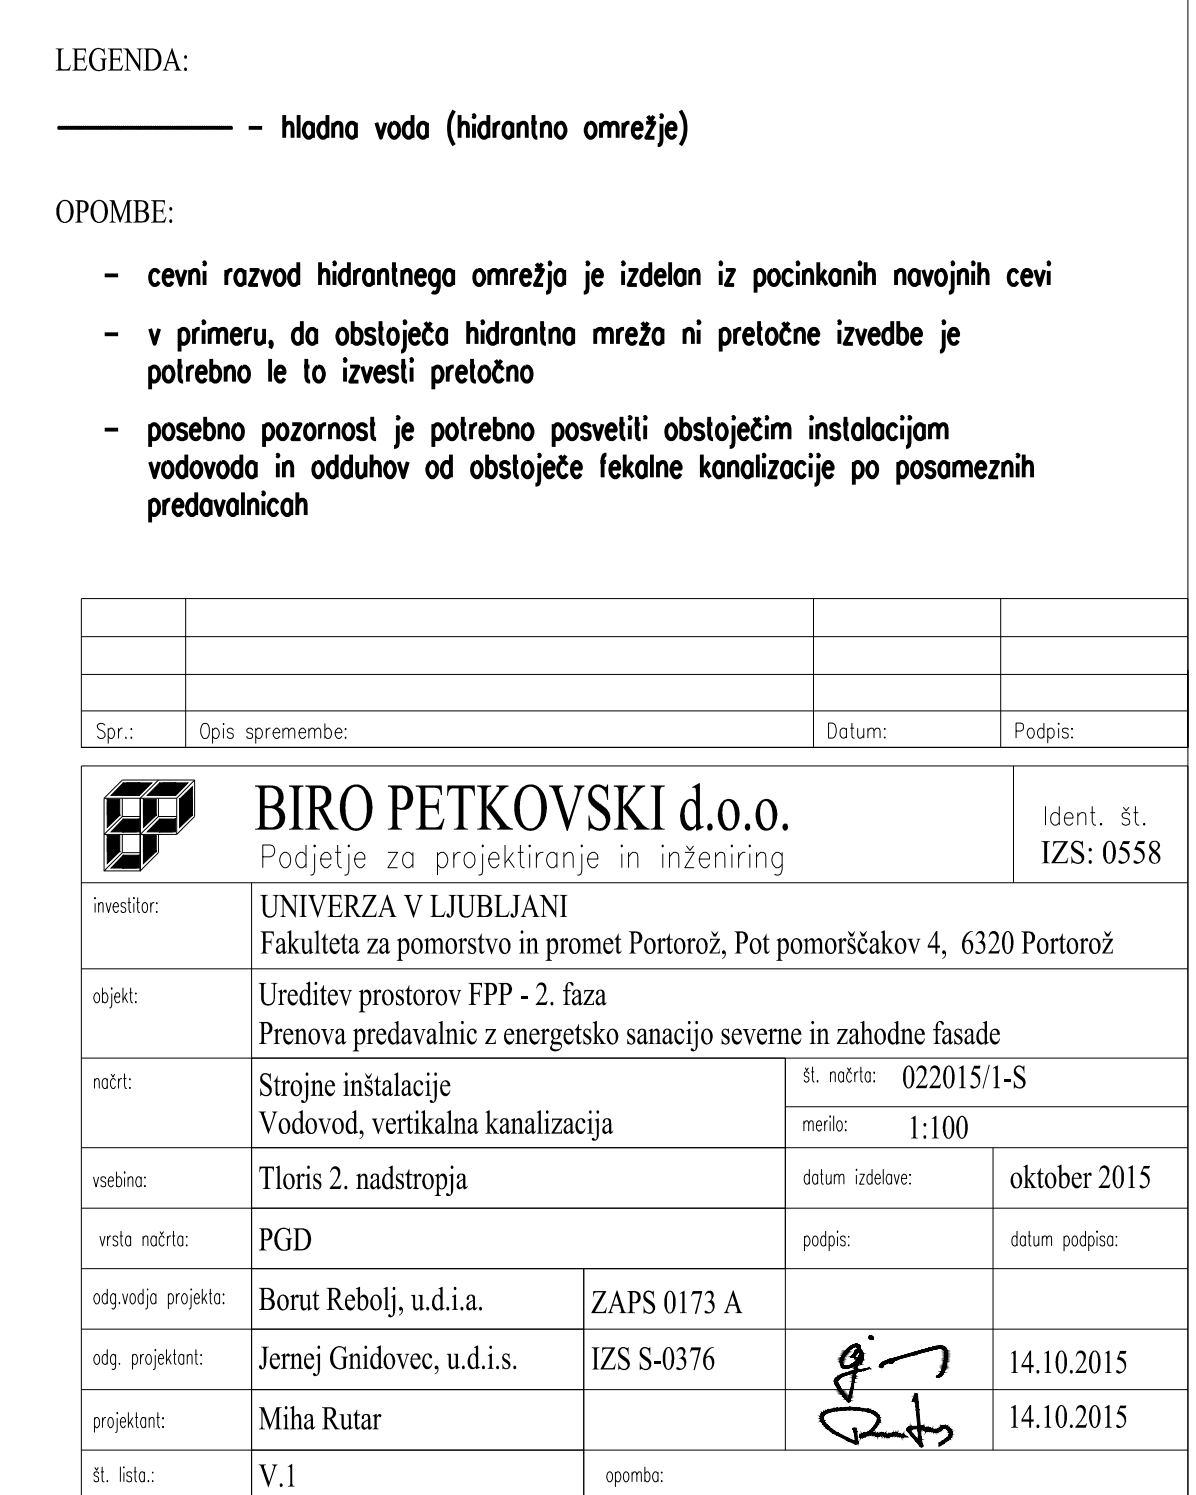 LEGENDA:
– hladna voda (hidrantno omrežje)
OPOMBE:
– cevni razvod hidrantnega omrežja je izdelan iz pocinkanih navojnih cevi
– v primeru, da obstoječa hidrantna mreža ni pretočne izvedbe je
potrebno le to izvesti pretočno
– posebno pozornost je potrebno posvetiti obstoječim instalacijam
vodovoda in odduhov od obstoječe fekalne kanalizacije po posameznih
predavalnicah
Spr.: Opis spremembe: Datum: Podpis:
BIRO PETKOVSKI d.o.o.
Podjetje za projektiranje in inženiring
Ident. št.
IZS: 0558
investitor: UNIVERZA V LJUBLJANI
Fakulteta za pomorstvo in promet Portorož, Pot pomorščakov 4, 6320 Portorož
objekt: Ureditev prostorov FPP - 2. faza
Prenova predavalnic z energetsko sanacijo severne in zahodne fasade
načrt: Strojne inštalacije
Vodovod, vertikalna kanalizacija
št. načrta: 022015/1-S
merilo: 1:100
vsebina: Tloris 2. nadstropja datum izdelave: oktober 2015
vrsta načrta: PGD podpis: datum podpisa:
odg.vodja projekta: Borut Rebolj, u.d.i.a. ZAPS 0173 A
odg. projektant: Jernej Gnidovec, u.d.i.s. IZS S-0376 14.10.2015
projektant: Miha Rutar 14.10.2015
št. lista.: V.1 opomba: